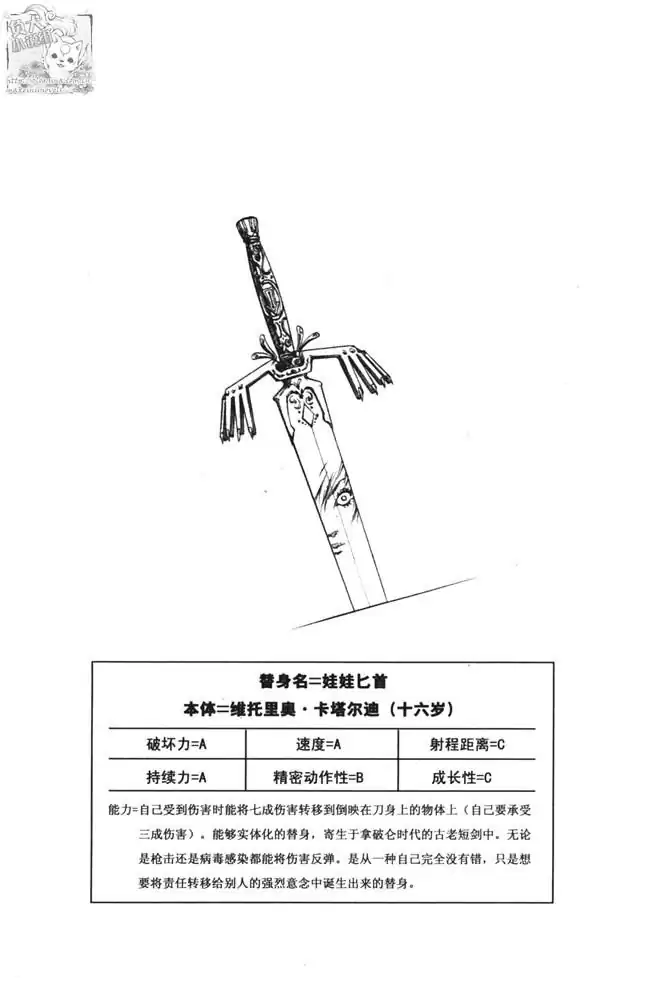 替身名=娃娃匕首
本体=维托里奥·卡塔尔迪（十六岁）
破坏力=A
速度=A
射程距离=C
持续力=A
精密动作性=B
成长性=C
能力=自己受到伤害时能将七成伤害转移到倒映在刀身上的物体上（自己要承受
三成伤害）。能够实体化的替身，寄生于拿破仑时代的古老短剑中。无论
是枪击还是病毒感染都能将伤害反弹。是从一种自己完全没有错，只是想
要将责任转移给别人的强烈意念中诞生出来的替身。